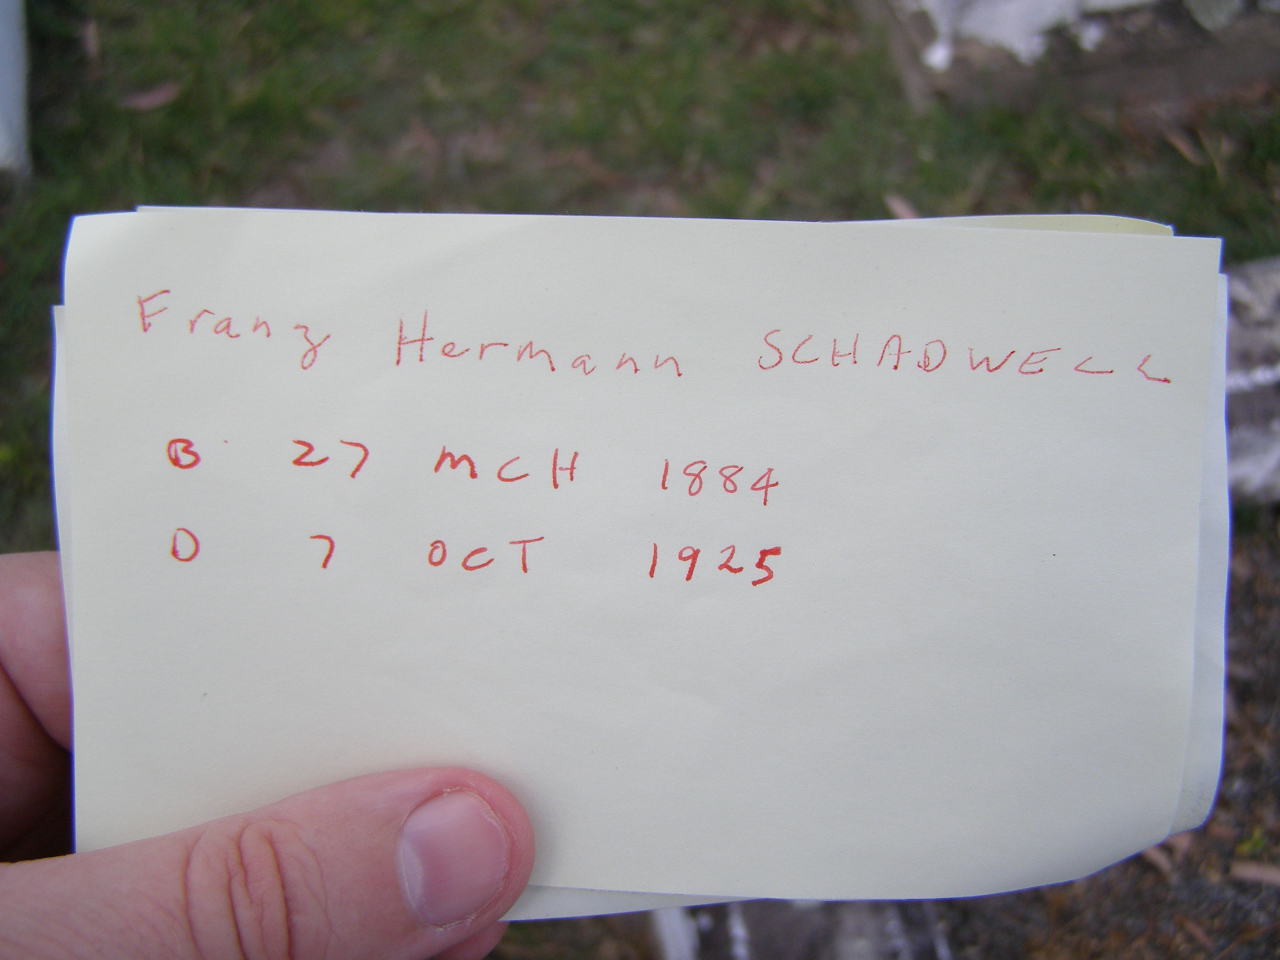 Franz Hermann SCHADWELL
B 27 MCH 1884
D 7 OCT 1925